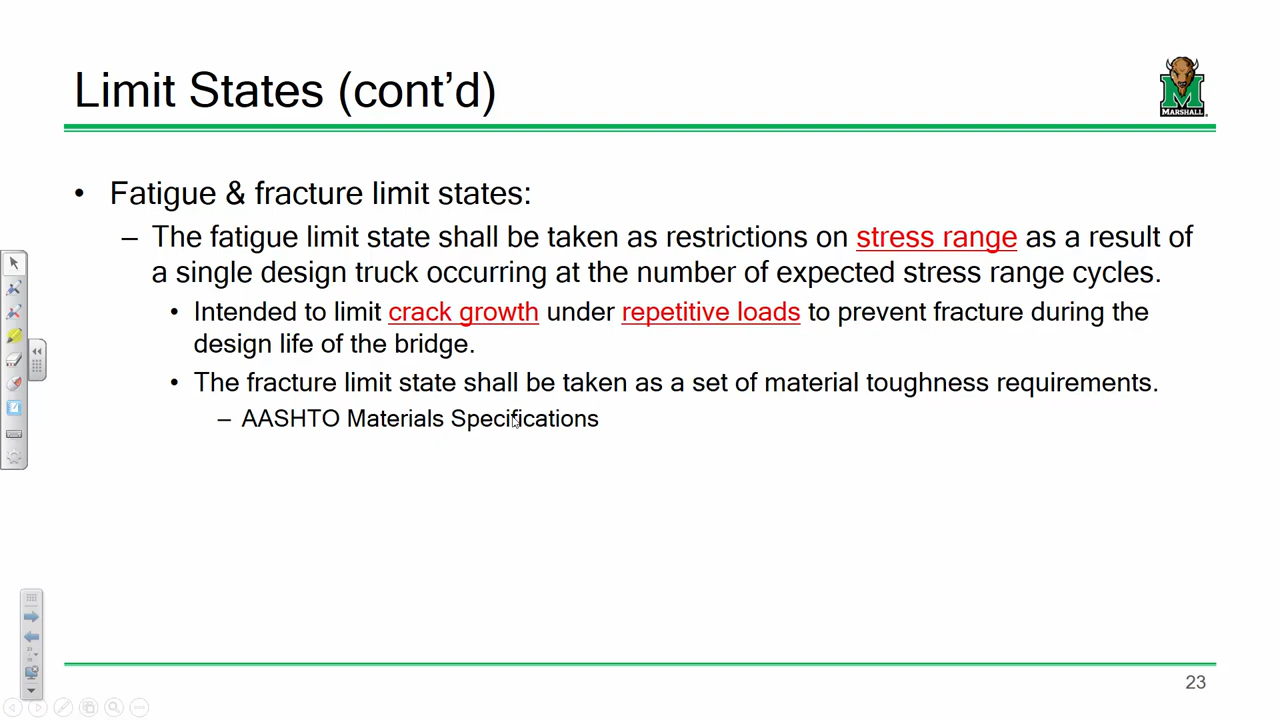 Limit States (cont’d)
MARSHALL
• Fatigue & fracture limit states:
– The fatigue limit state shall be taken as restrictions on stress range as a result of
a single design truck occurring at the number of expected stress range cycles.
• Intended to limit crack growth under repetitive loads to prevent fracture during the
design life of the bridge.
• The fracture limit state shall be taken as a set of material toughness requirements.
– AASHTO Materials Specifications
23